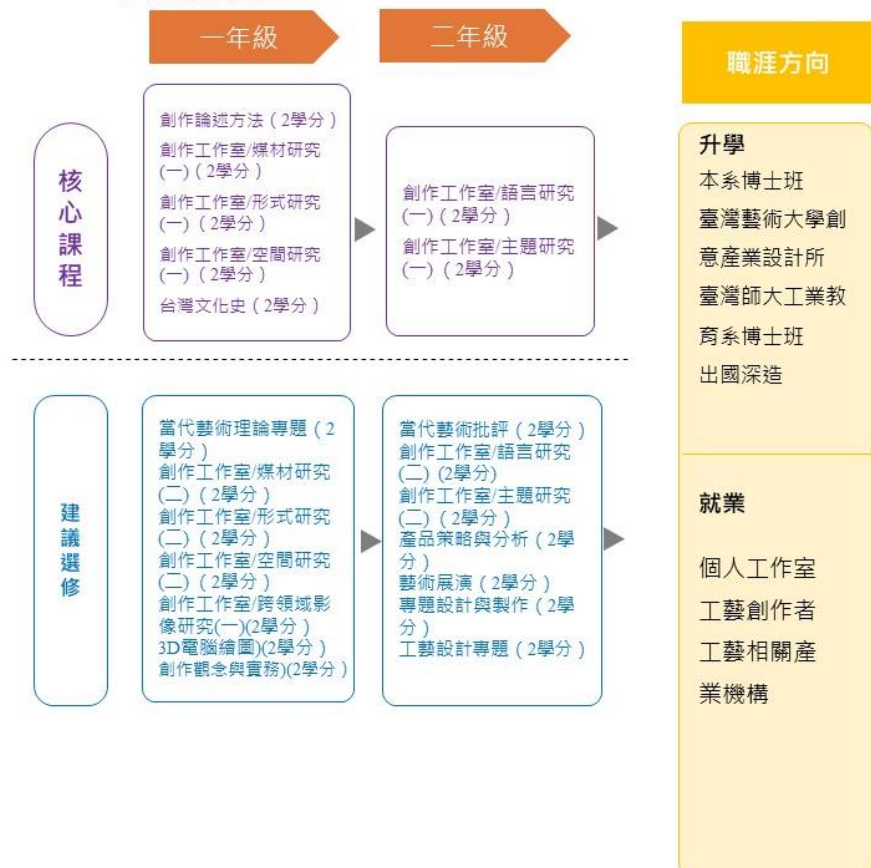 一年級
二年級
職涯方向
核
心
課
程
創作論述方法(2學分)
創作工作室/媒材研究
(一)(2學分)
創作工作室/形式研究
(一)(2學分)
創作工作室/空間研究
(一)(2學分)
台灣文化史(2學分)
創作工作室/語言研究
(一)(2學分)
創作工作室/主題研究
(一)(2學分)
升學
本系博士班
臺灣藝術大學創
意產業設計所
臺灣師大工業教
育系博士班
出國深造
建
議
選
修
當代藝術理論專題(2
學分)
創作工作室/媒材研究
(二)(2學分)
創作工作室/形式研究
(二)(2學分)
創作工作室/空間研究
(二)(2學分)
創作工作室/跨領域影
像研究(一)(2學分)
3D電腦繪圖)(2學分)
創作觀念與實務)(2學分)
當代藝術批評(2學分)
創作工作室/語言研究
(二) (2學分)
創作工作室/主題研究
(二)(2學分)
產品策略與分析(2學
分)
藝術展演(2學分)
專題設計與製作(2學
分)
工藝設計專題(2學分)
就業
個人工作室
工藝創作者
工藝相關產
業機構